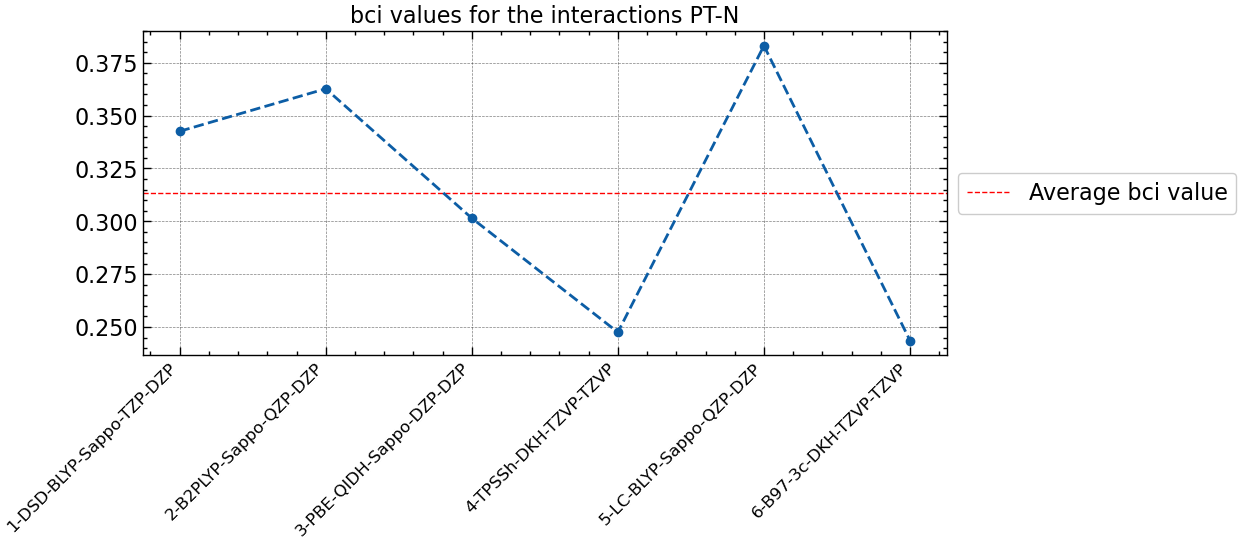 bci values for the interactions PT-N
0.375
0.350
0.325
0.300
0.275
0.250
Average bci value
1-DSD-BLYP-Sappo-TZP-DZP
2-B2PLYP-Sappo-QZP-DZP
3-PBE-QIDH-Sappo-DZP-DZP
4-TPSSh-DKH-TZVP-TZVP
5-LC-BLYP-Sappo-QZP-DZP
6-B97-3c-DKH-TZVP-TZVP